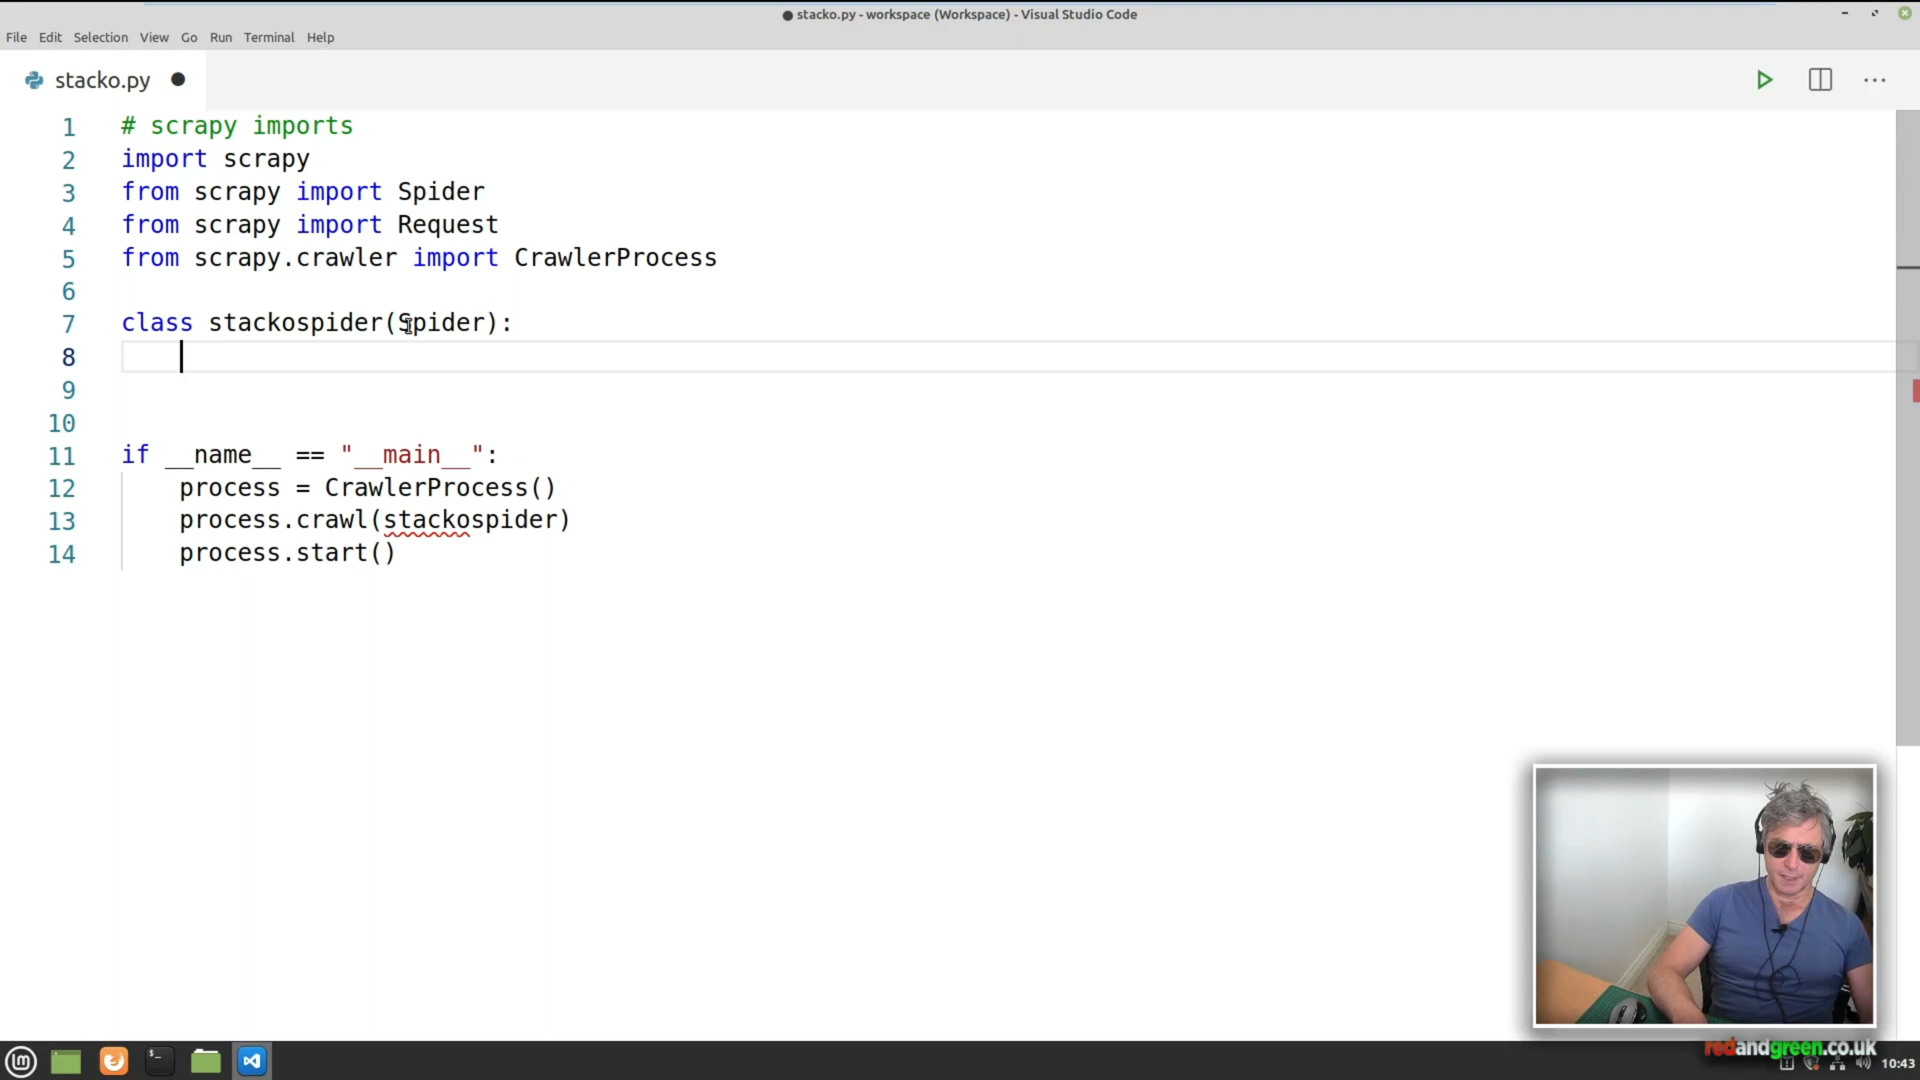 stacko.py - workspace (Workspace) - Visual Studio Code
File Edit Selection View Go Run Terminal Help
stacko.py
1 # scrapy imports
2 import scrapy
3 from scrapy import Spider
4 from scrapy import Request
5 from scrapy.crawler import CrawlerProcess
6
7 class stackospider(Spider):
8
9
10
11 if __name__ == "__main__":
12     process = CrawlerProcess()
13     process.crawl(stackospider)
14     process.start()
redandgreen.co.uk
10:43